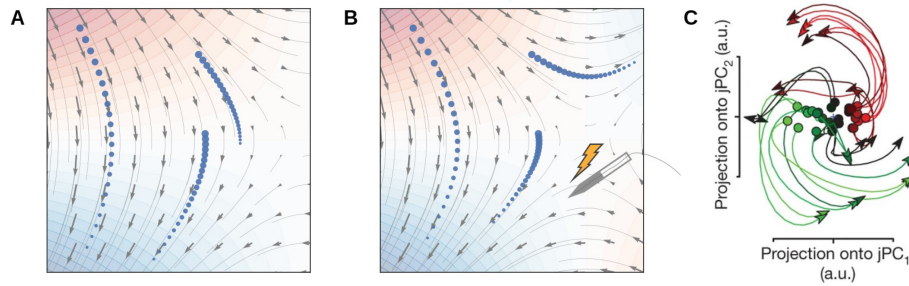 A
B
C
Projection onto jPC2 (a.u.)
Projection onto jPC1
(a.u.)